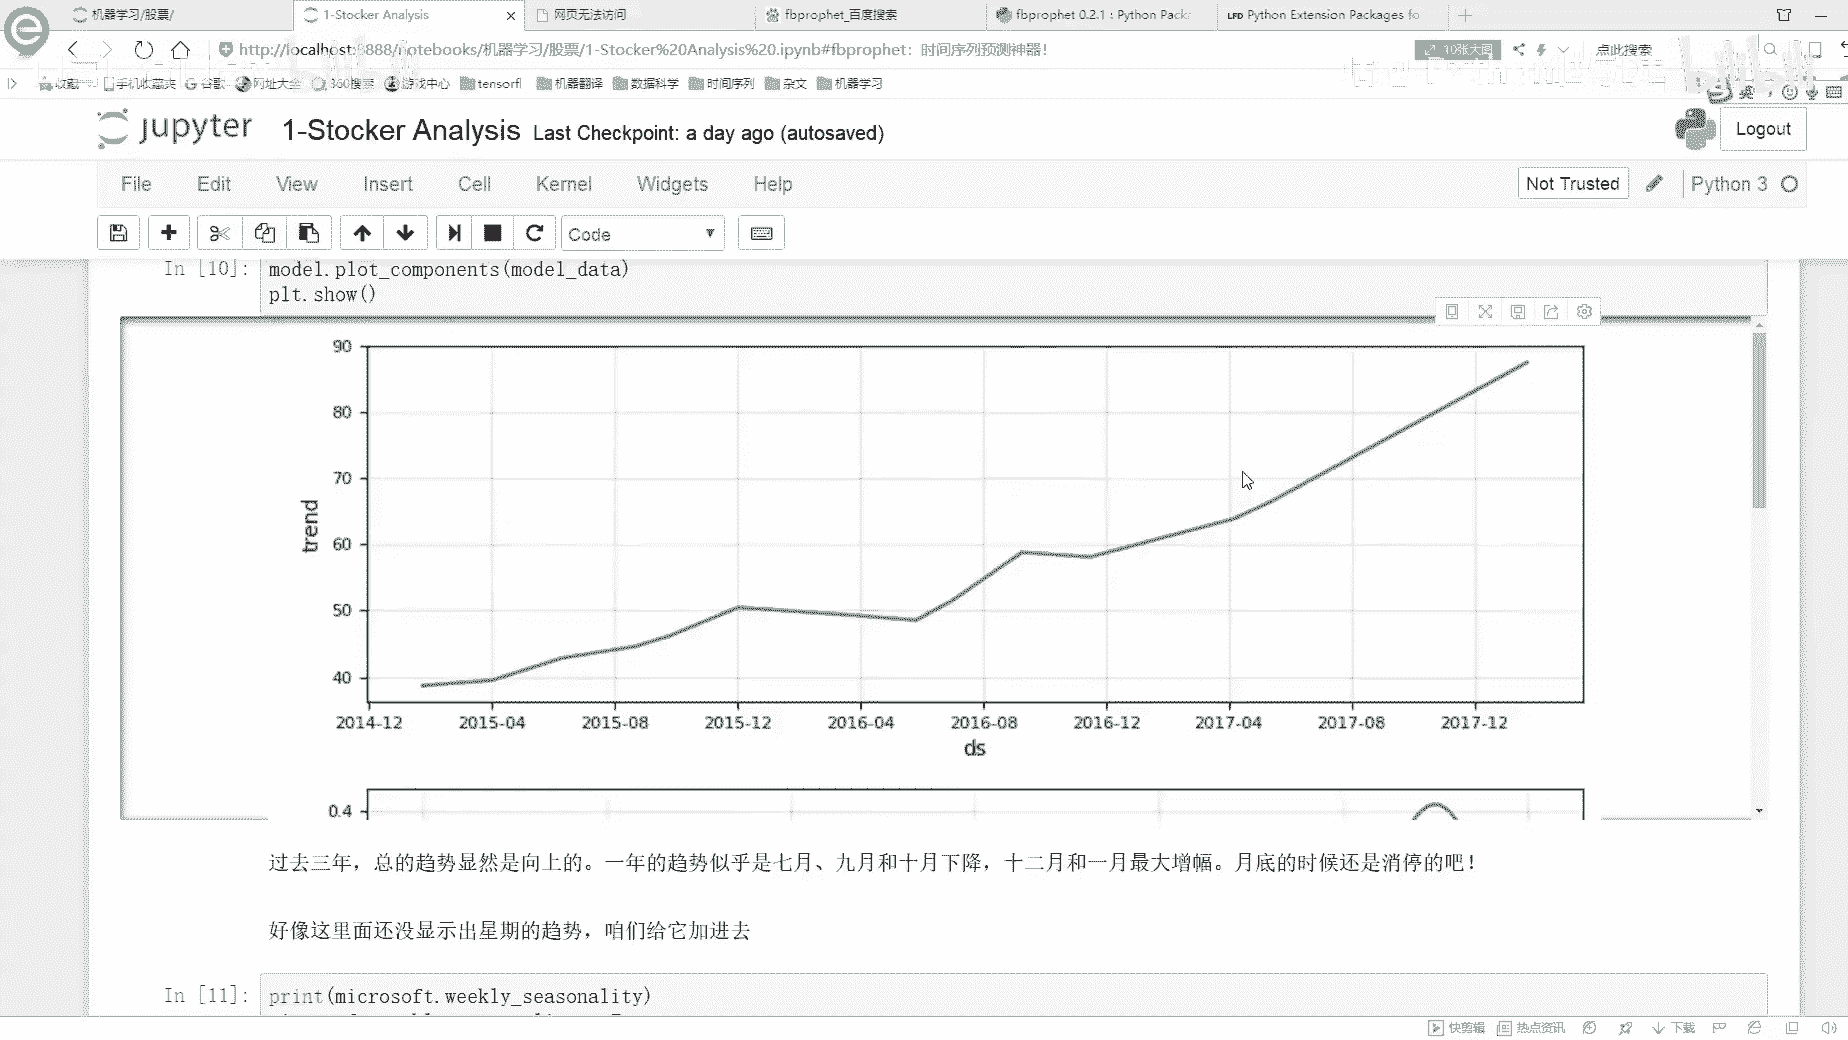 机器学习/股票/
1-Stocker Analysis
网页无法访问
fbprophet_百度搜索
fbprophet 0.2.1 : Python Pack
LFD Python Extension Packages fo
http://localhost:8888/notebooks/机器学习/股票/1-Stocker%20Analysis%20.ipynb#fbprophet：时间序列预测神器！
10张大图
点此搜索
收藏 手机收藏夹 谷歌 网址大全 360搜索 游戏中心 tensorfl 机器翻译 数据科学 时间序列 杂文 机器学习
jupyter 1-Stocker Analysis Last Checkpoint: a day ago (autosaved)
Logout
File Edit View Insert Cell Kernel Widgets Help
Not Trusted
Python 3
Code
In [10]: model.plot_components(model_data)
plt.show()
90
80
70
60
50
40
trend
2014-12 2015-04 2015-08 2015-12 2016-04 2016-08 2016-12 2017-04 2017-08 2017-12
ds
0.4
过去三年，总的趋势显然是向上的。一年的趋势似乎是七月、九月和十月下降，十二月和一月最大增幅。月底的时候还是消停的吧！
好像这里面还没显示出星期的趋势，咱们给它加进去
In [11]: print(microsoft.weekly_seasonality)
快剪辑 热点资讯 下载